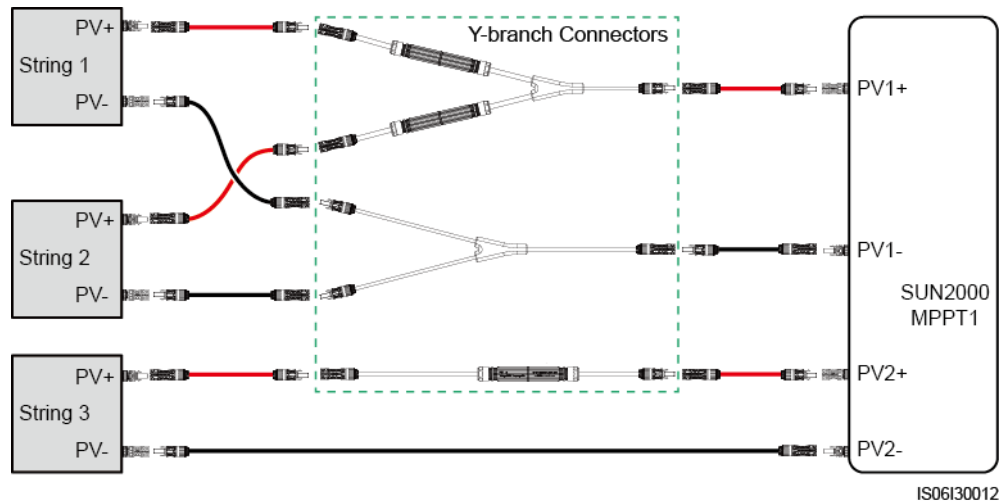 PV+
String 1
PV-
Y-branch Connectors
PV1+
PV+
String 2
PV-
PV1-
SUN2000
MPPT1
PV+
String 3
PV-
PV2+
PV2-
IS06I30012